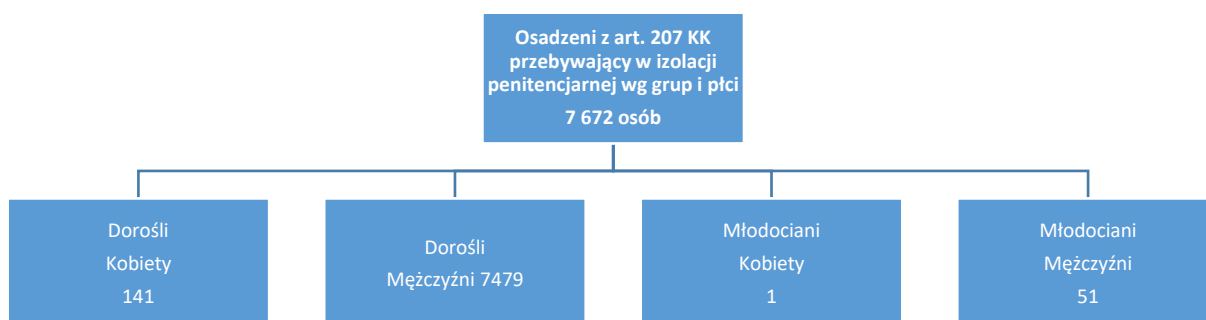 Osadzeni z art. 207 KK
przebywający w izolacji
penitencjarnej wg grup i płci
7 672 osób
Dorośli
Kobiety
141
Dorośli
Mężczyźni 7479
Młodociani
Kobiety
1
Młodociani
Mężczyźni
51